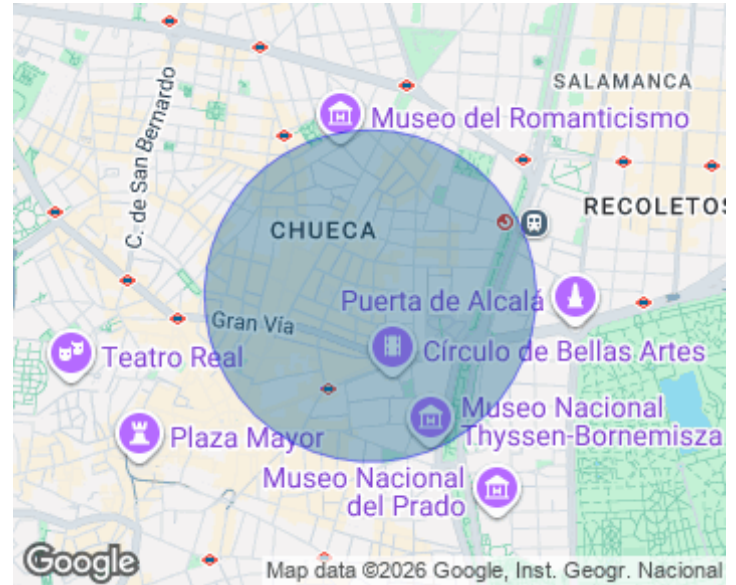 SALAMANCA
Museo del Romanticismo
C. de San Bernardo
RECOLETOS
CHUECA
Puerta de Alcalá
Gran Vía
Círculo de Bellas Artes
Teatro Real
Museo Nacional
Thyssen-Bornemisza
Plaza Mayor
Museo Nacional
del Prado
Google
Map data ©2026 Google, Inst. Geogr. Nacional